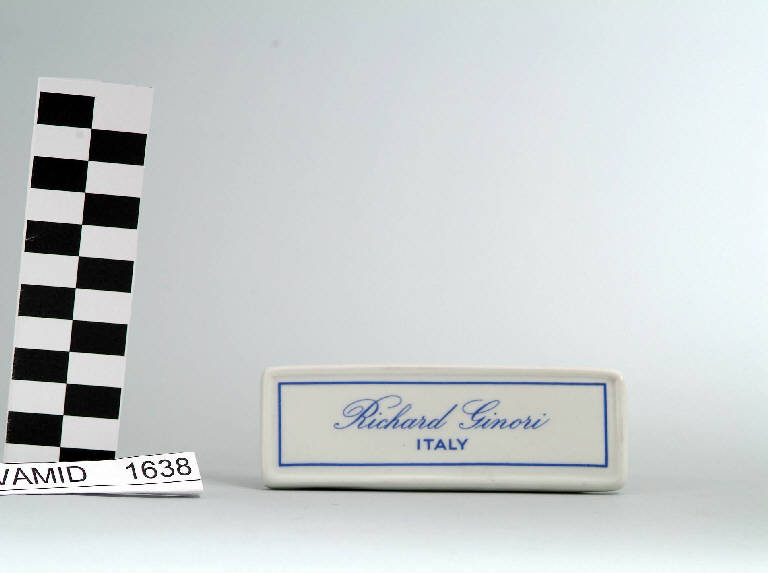 Richard Ginori
ITALY
VAMID 1638